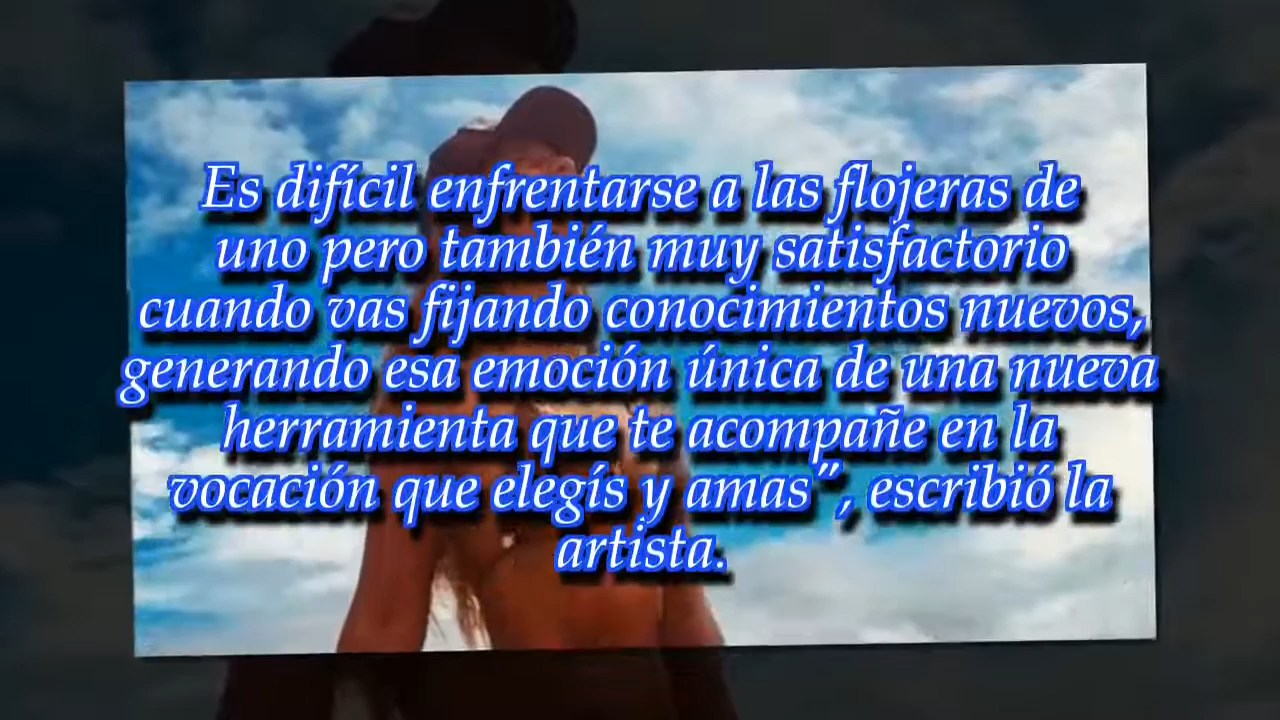 Es difícil enfrentarse a las flojeras de
uno pero también muy satisfactorio
cuando vas fijando conocimientos nuevos,
generando esa emoción única de una nueva
herramienta que te acompañe en la
vocación que elegís y amas”, escribió la
artista.